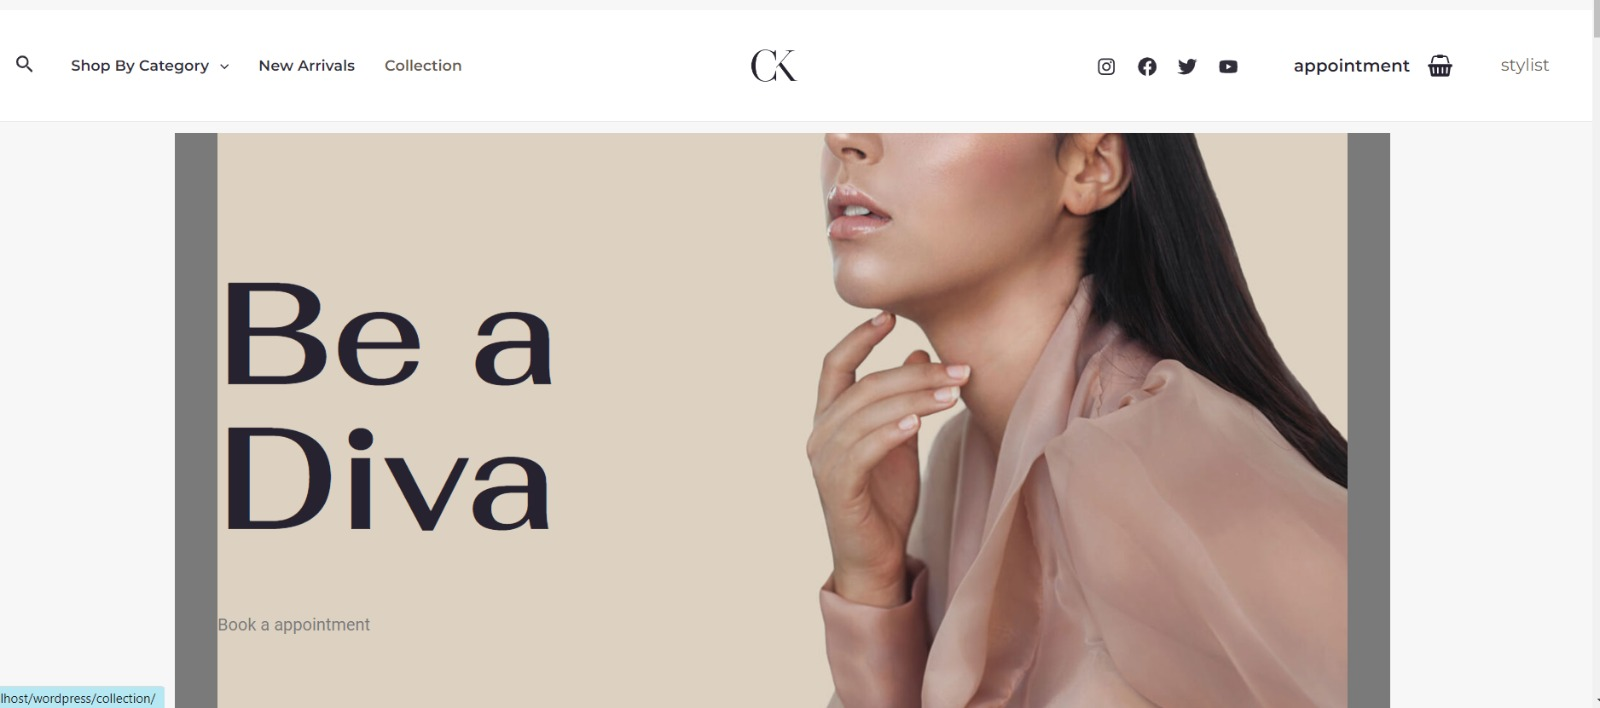 Shop By Category
New Arrivals
Collection
CK
appointment
stylist
Be a
Diva
Book a appointment
lhost/wordpress/collection/